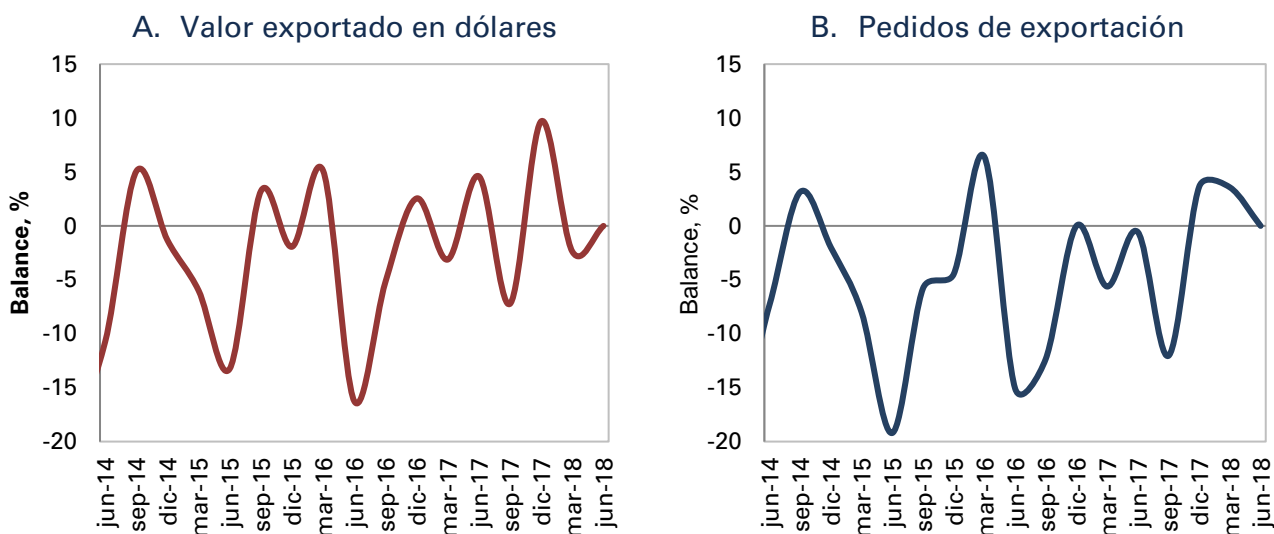 A. Valor exportado en dólares
15
10
5
0
-5
-10
-15
-20
Balance, %
jun-14
sep-14
dic-14
mar-15
jun-15
sep-15
dic-15
mar-16
jun-16
sep-16
dic-16
mar-17
jun-17
sep-17
dic-17
mar-18
jun-18
B. Pedidos de exportación
15
10
5
0
-5
-10
-15
-20
Balance, %
jun-14
sep-14
dic-14
mar-15
jun-15
sep-15
dic-15
mar-16
jun-16
sep-16
dic-16
mar-17
jun-17
sep-17
dic-17
mar-18
jun-18